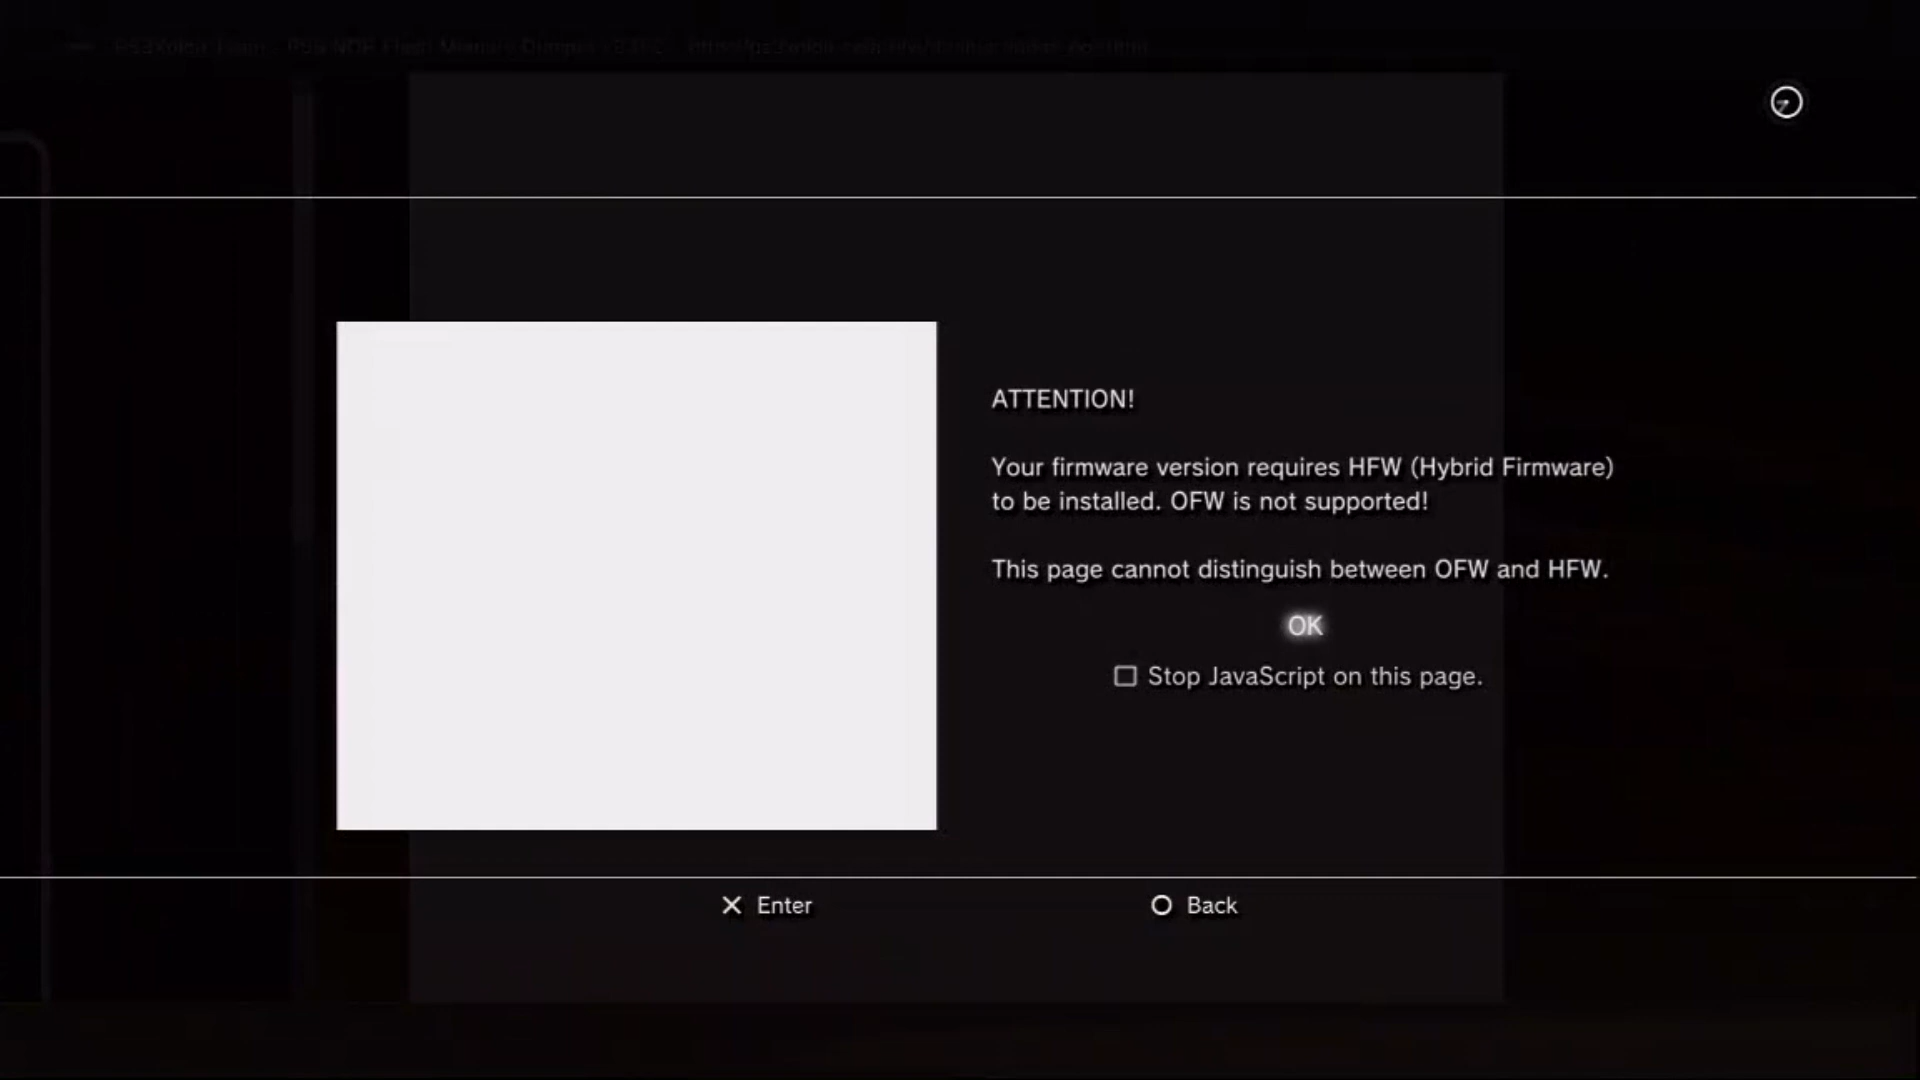 ATTENTION!
Your firmware version requires HFW (Hybrid Firmware)
to be installed. OFW is not supported!
This page cannot distinguish between OFW and HFW.
OK
Stop JavaScript on this page.
Enter
Back